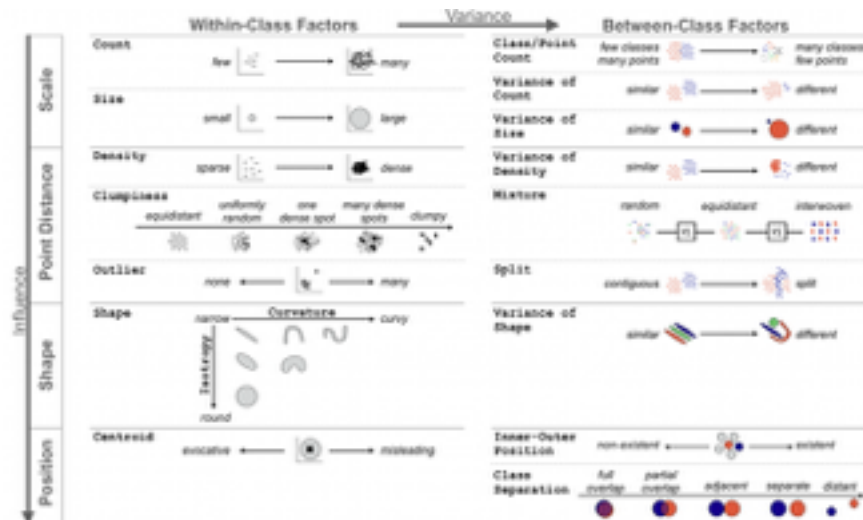 Variance
Within-Class Factors
Between-Class Factors
Influence
Scale
Count
few
many
Size
small
large
Class/Point
Count
few classes
many points
many classes
few points
Variance
of Count
similar
different
Variance of
of Size
similar
different
Point Distance
Density
sparse
dense
Clumpiness
equidistant
uniformly
random
one
dense spot
many dense
spots
clumpy
Outlier
none
many
Variance
of Density
similar
different
Mixture
random
equidistant
interwoven
vs
vs
Split
contiguous
split
Shape
Shape
narrow
Curvature
curvy
Isotropy
round
Variance of
Shape
similar
different
Position
Centroid
evocative
misleading
Inner-Outer
Position
non-existent
existent
Class
Separation
full
overlap
partial
overlap
adjacent
separate
distant